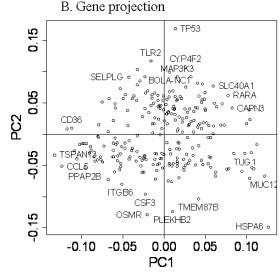 B. Gene projection
TP53
TLR2
CYP4F2
MAP3K3
SELPLG
BOLA-NC1
SLC40A1
RARA
CAPN3
CD36
TSPAN13
CCL5
PPAP2B
TUG1
MUC12
ITGB6
CSF3
TMEM87B
OSMR
PLEKHB2
HSPA6
PC2
0.15
0.05
-0.05
-0.15
-0.10
-0.05
0.00
0.05
0.10
PC1